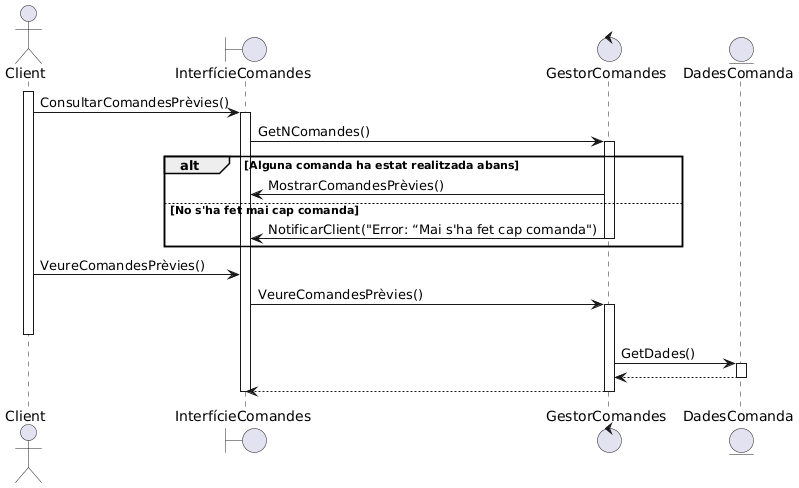 Client
InterfícieComandes
GestorComandes
DadesComanda
ConsultarComandesPrèvies()
GetNComandes()
alt
[Alguna comanda ha estat realitzada abans]
MostrarComandesPrèvies()
[No s'ha fet mai cap comanda]
NotificarClient("Error: “Mai s'ha fet cap comanda")
VeureComandesPrèvies()
VeureComandesPrèvies()
GetDades()
Client
InterfícieComandes
GestorComandes
DadesComanda